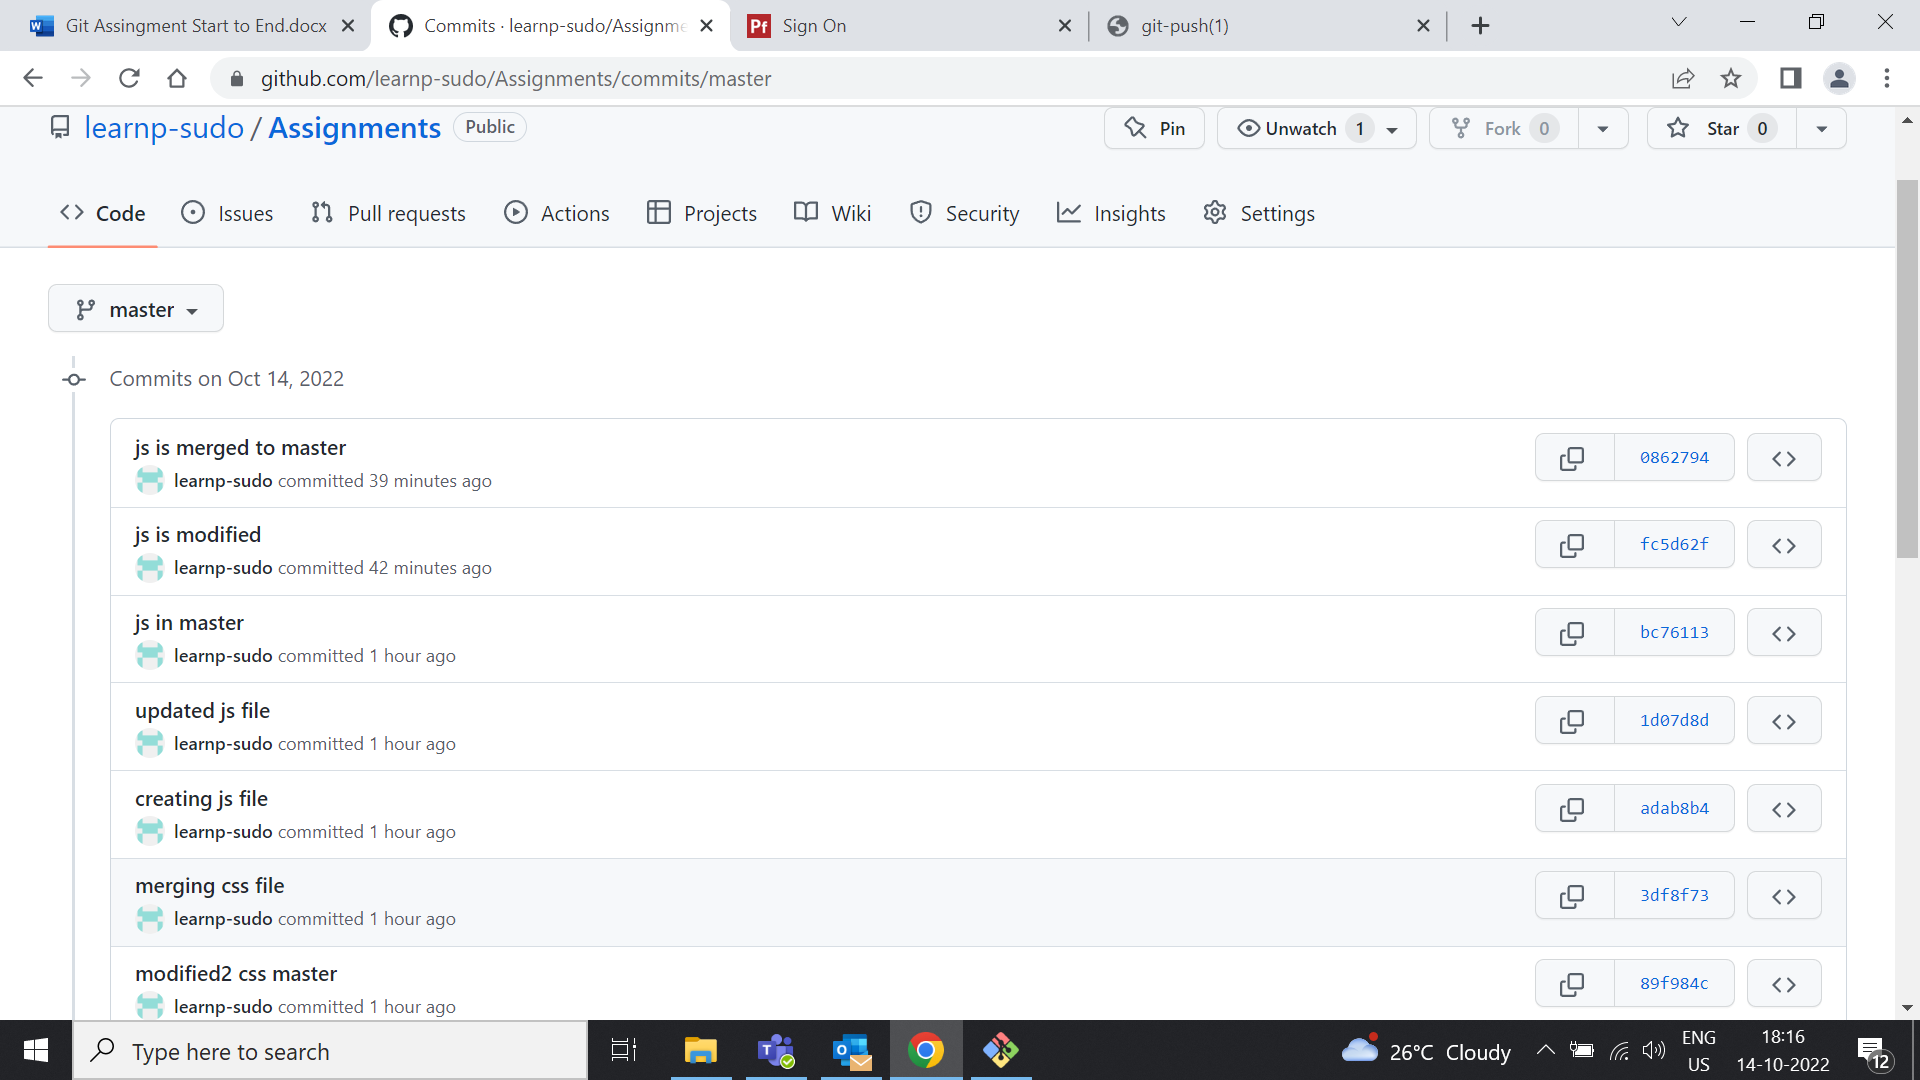 Git Assingment Start to End.docx
Commits · learnp-sudo/Assignme
Pf Sign On
git-push(1)
github.com/learnp-sudo/Assignments/commits/master
learnp-sudo / Assignments Public
Pin
Unwatch 1
Fork 0
Star 0
Code
Issues
Pull requests
Actions
Projects
Wiki
Security
Insights
Settings
master
Commits on Oct 14, 2022
js is merged to master
learnp-sudo committed 39 minutes ago
0862794
js is modified
learnp-sudo committed 42 minutes ago
fc5d62f
js in master
learnp-sudo committed 1 hour ago
bc76113
updated js file
learnp-sudo committed 1 hour ago
1d07d8d
creating js file
learnp-sudo committed 1 hour ago
adab8b4
merging css file
learnp-sudo committed 1 hour ago
3df8f73
modified2 css master
learnp-sudo committed 1 hour ago
89f984c
Type here to search
26°C Cloudy
ENG
US
18:16
14-10-2022
12